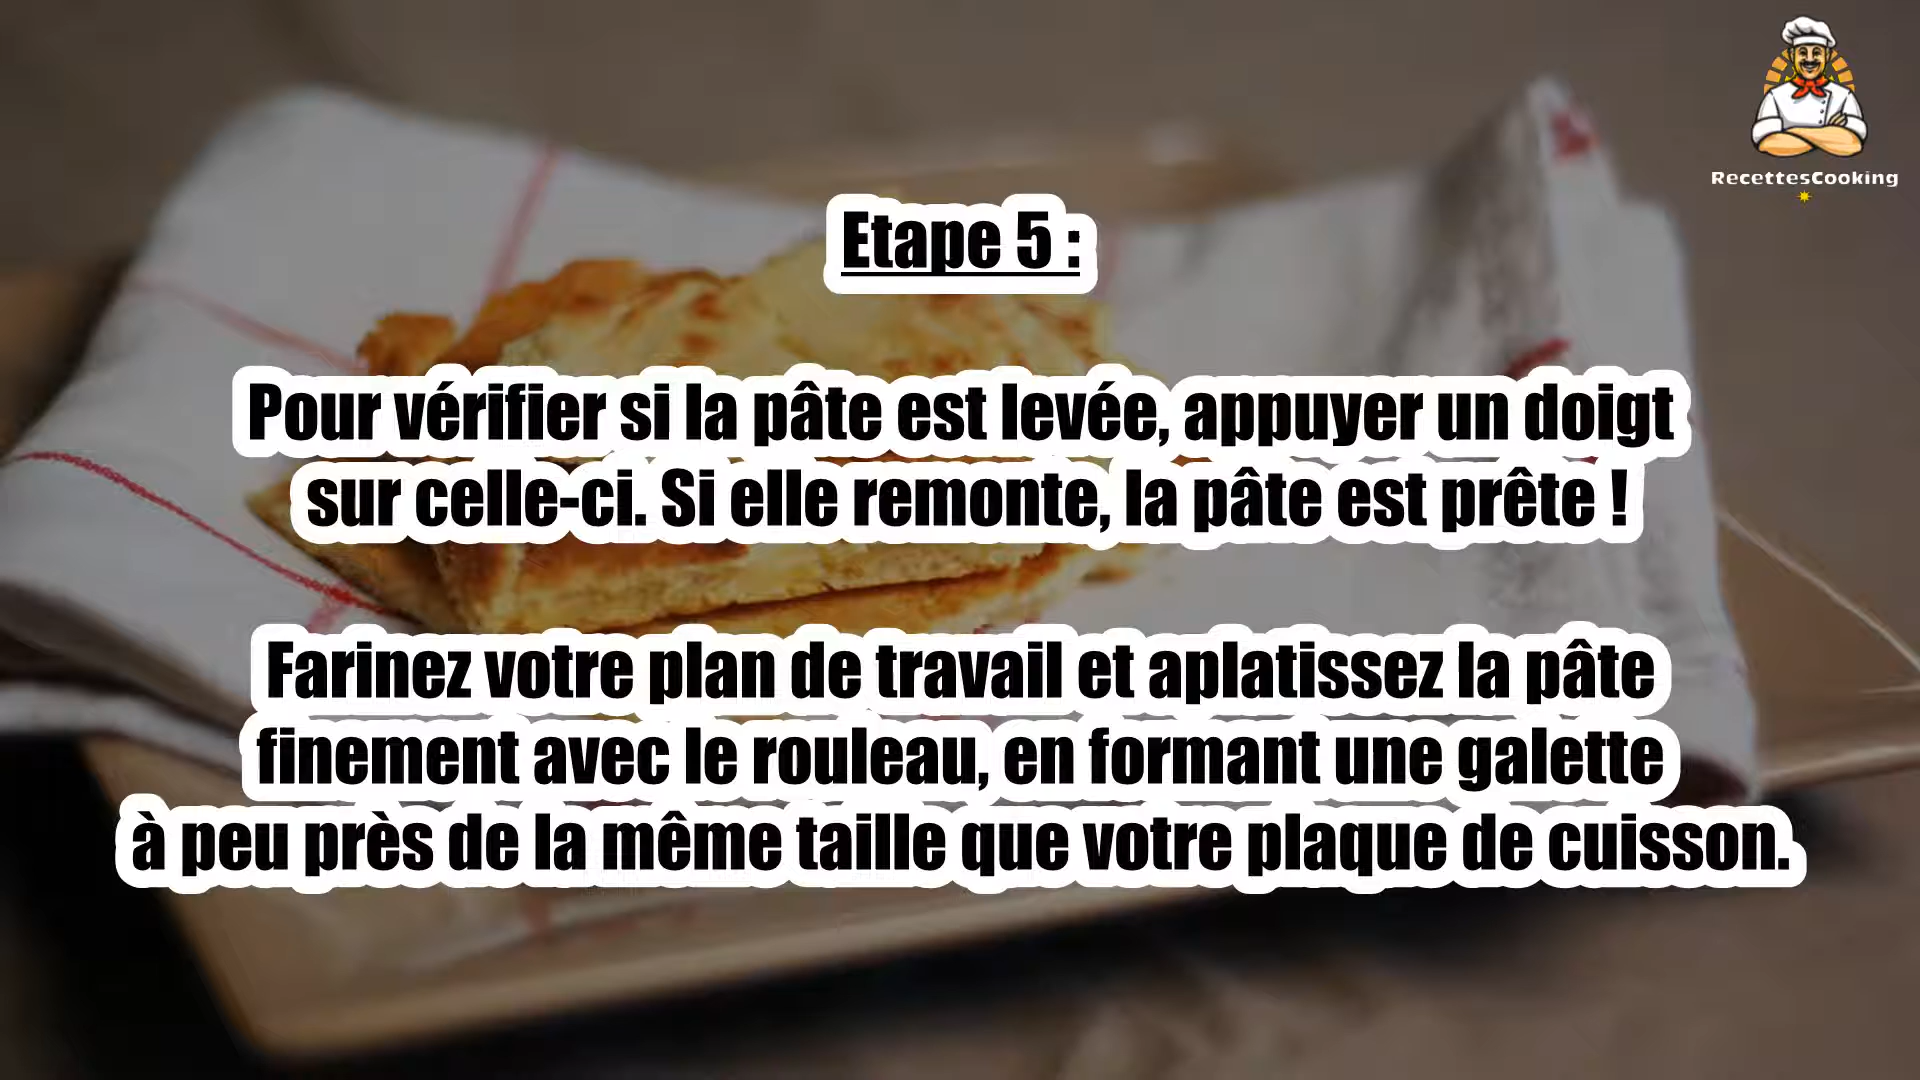 RecettesCooking
Etape 5 :
Pour vérifier si la pâte est levée, appuyer un doigt
sur celle-ci. Si elle remonte, la pâte est prête !
Farinez votre plan de travail et aplatissez la pâte
finement avec le rouleau, en formant une galette
à peu près de la même taille que votre plaque de cuisson.